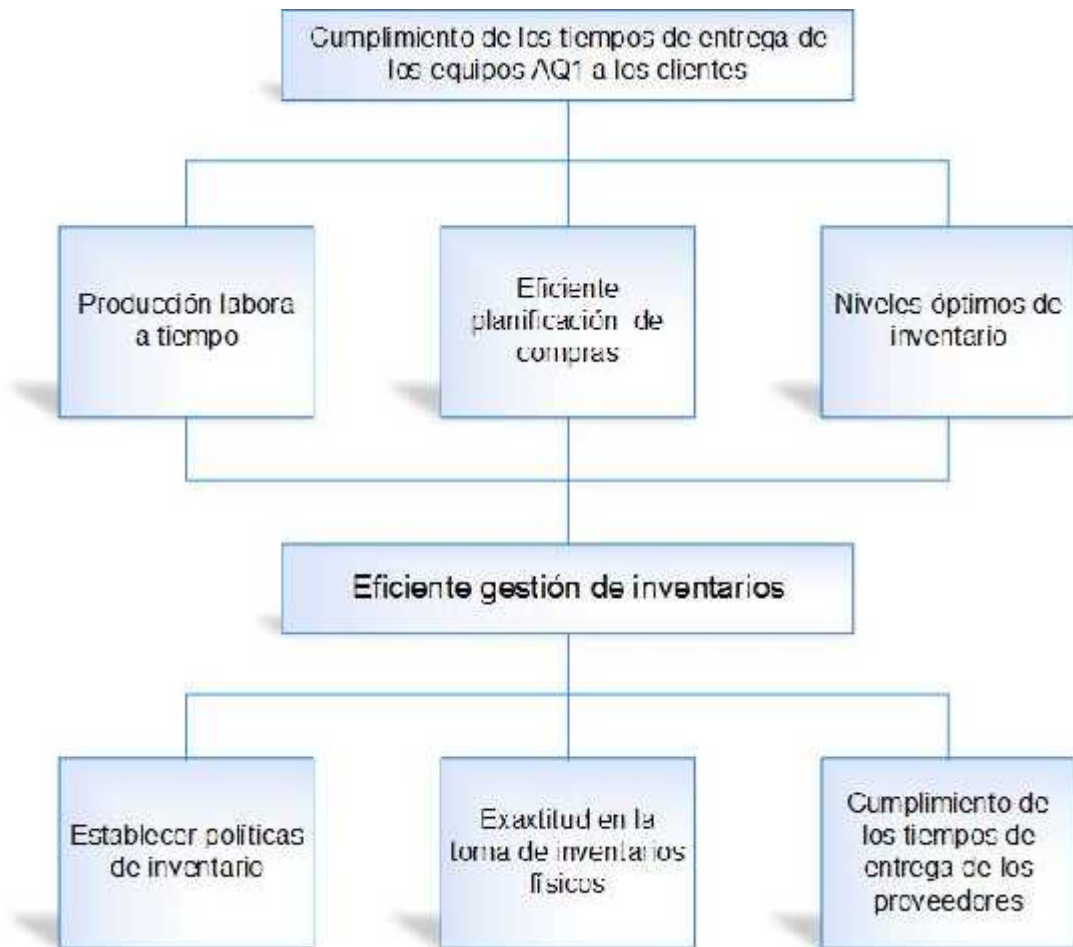 Cumplimiento de los tiempos de entrega de
los equipos AQ1 a los clientes
Producción labora
a tiempo
Eficiente
planificación de
compras
Niveles óptimos de
inventario
Eficiente gestión de inventarios
Establecer políticas
de inventario
Exaxtitud en la
toma de inventarios
físicos
Cumplimiento de
los tiempos de
entrega de los
proveedores